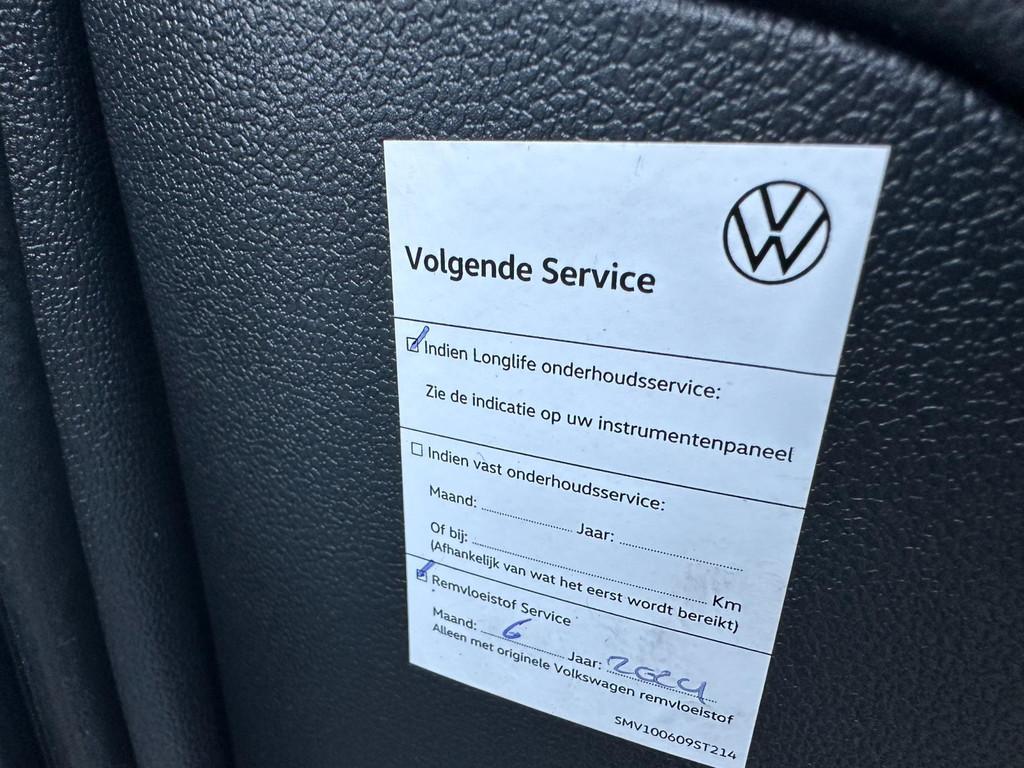 Volgende Service
Indien Longlife onderhoudsservice:
Zie de indicatie op uw instrumentenpaneel
Indien vast onderhoudsservice:
Maand: Jaar:
Of bij: Km
(Afhankelijk van wat het eerst wordt bereikt)
Remvloeistof Service
Maand: 6 Jaar: 2024
Alleen met originele Volkswagen remvloeistof
SMV100609ST214